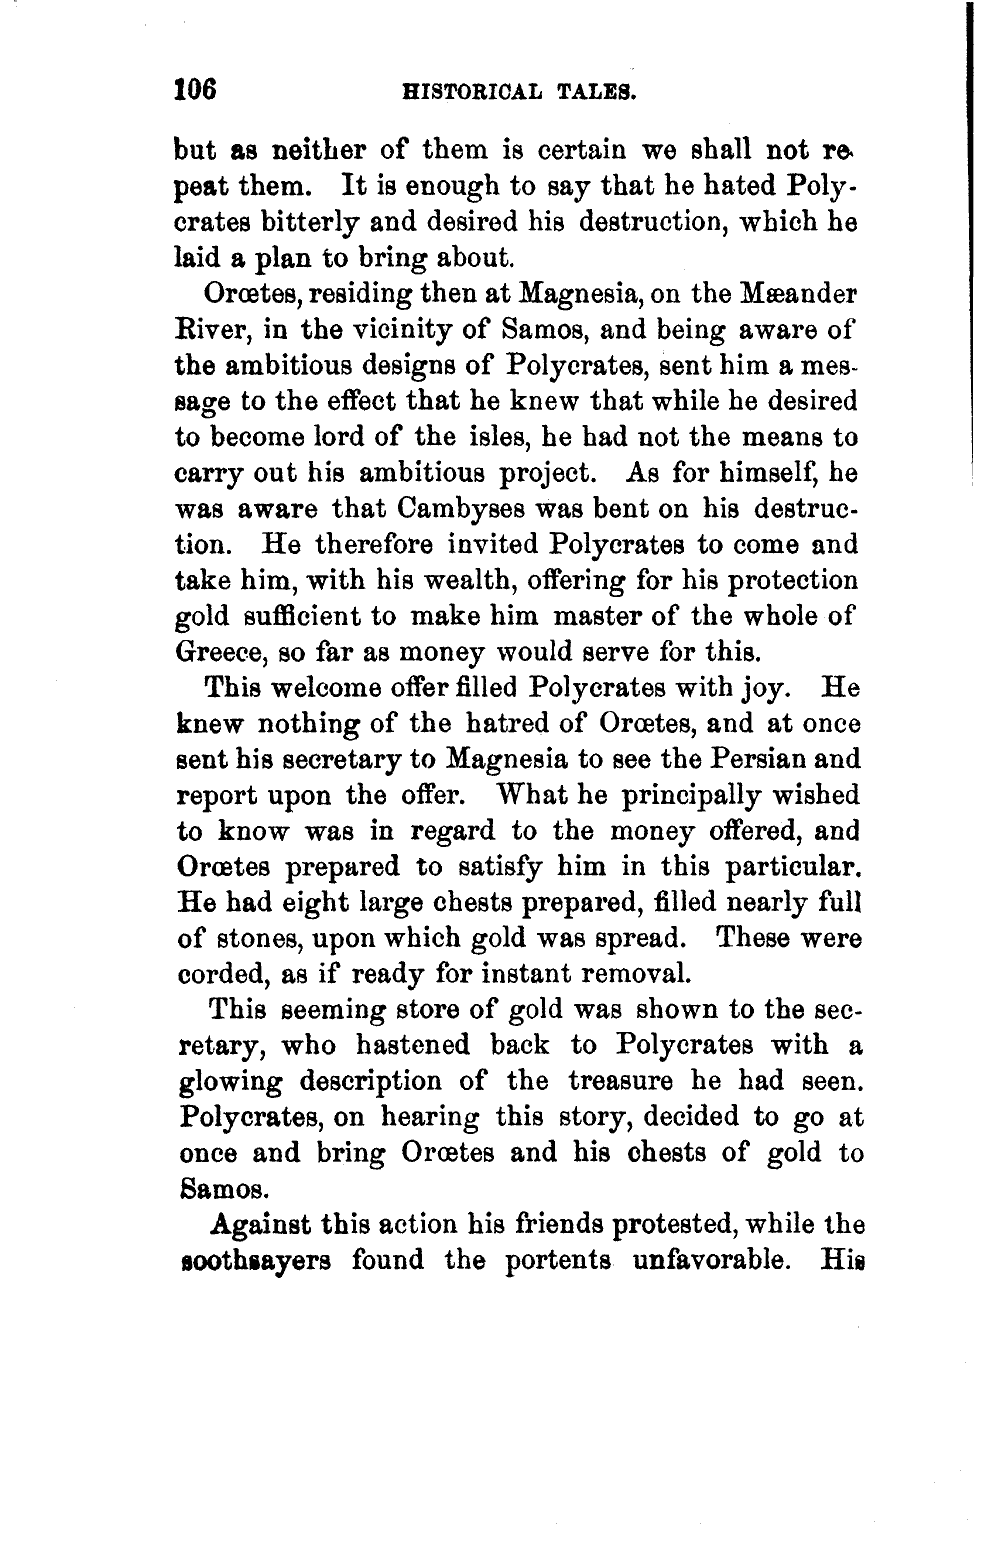 106 HISTORICAL TALES.
but as neither of them is certain we shall not re-
peat them. It is enough to say that he hated Poly-
crates bitterly and desired his destruction, which he
laid a plan to bring about.
Orœtes, residing then at Magnesia, on the Mæander
River, in the vicinity of Samos, and being aware of
the ambitious designs of Polycrates, sent him a mes-
sage to the effect that he knew that while he desired
to become lord of the isles, he had not the means to
carry out his ambitious project. As for himself, he
was aware that Cambyses was bent on his destruc-
tion. He therefore invited Polycrates to come and
take him, with his wealth, offering for his protection
gold sufficient to make him master of the whole of
Greece, so far as money would serve for this.
This welcome offer filled Polycrates with joy. He
knew nothing of the hatred of Orœtes, and at once
sent his secretary to Magnesia to see the Persian and
report upon the offer. What he principally wished
to know was in regard to the money offered, and
Orœtes prepared to satisfy him in this particular.
He had eight large chests prepared, filled nearly full
of stones, upon which gold was spread. These were
corded, as if ready for instant removal.
This seeming store of gold was shown to the sec-
retary, who hastened back to Polycrates with a
glowing description of the treasure he had seen.
Polycrates, on hearing this story, decided to go at
once and bring Orœtes and his chests of gold to
Samos.
Against this action his friends protested, while the
soothsayers found the portents unfavorable. His